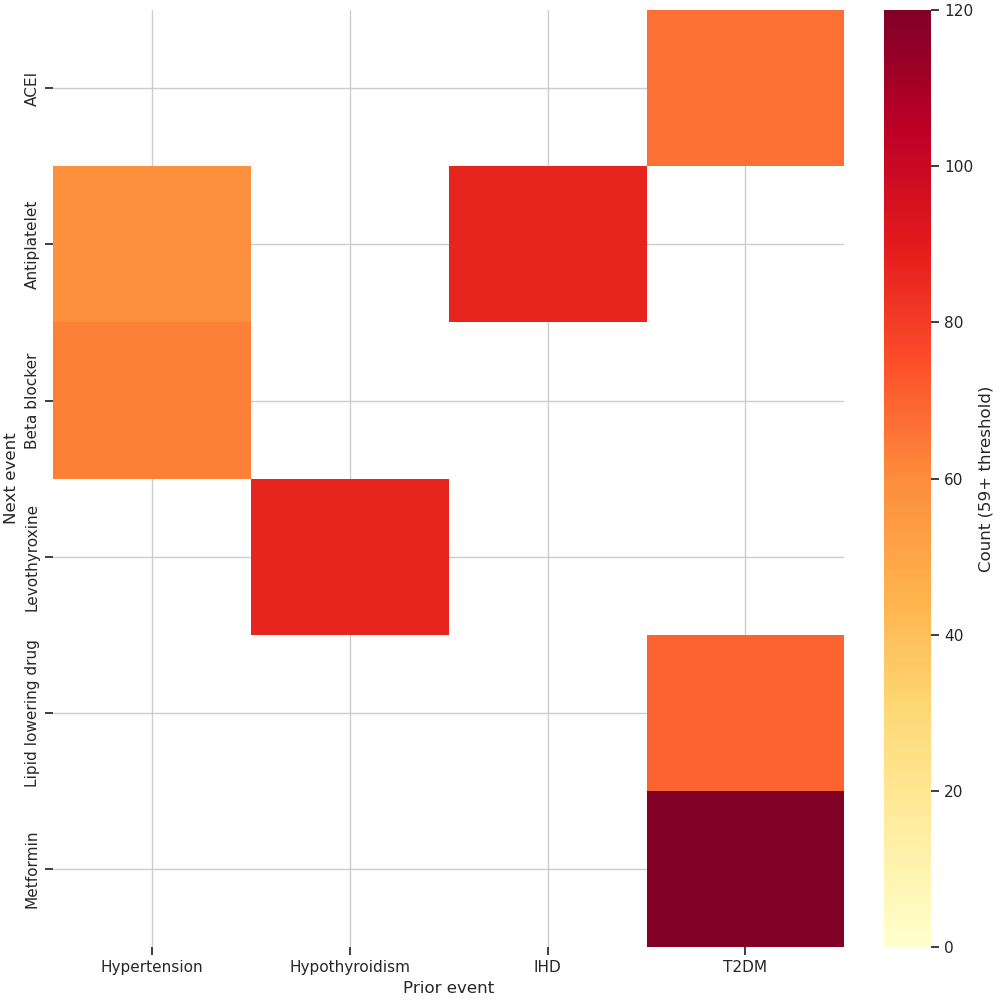 Next event
ACEI
Antiplatelet
Beta blocker
Levothyroxine
Lipid lowering drug
Metformin
Hypertension
Hypothyroidism
IHD
T2DM
Prior event
120
100
80
60
40
20
0
Count (59+ threshold)